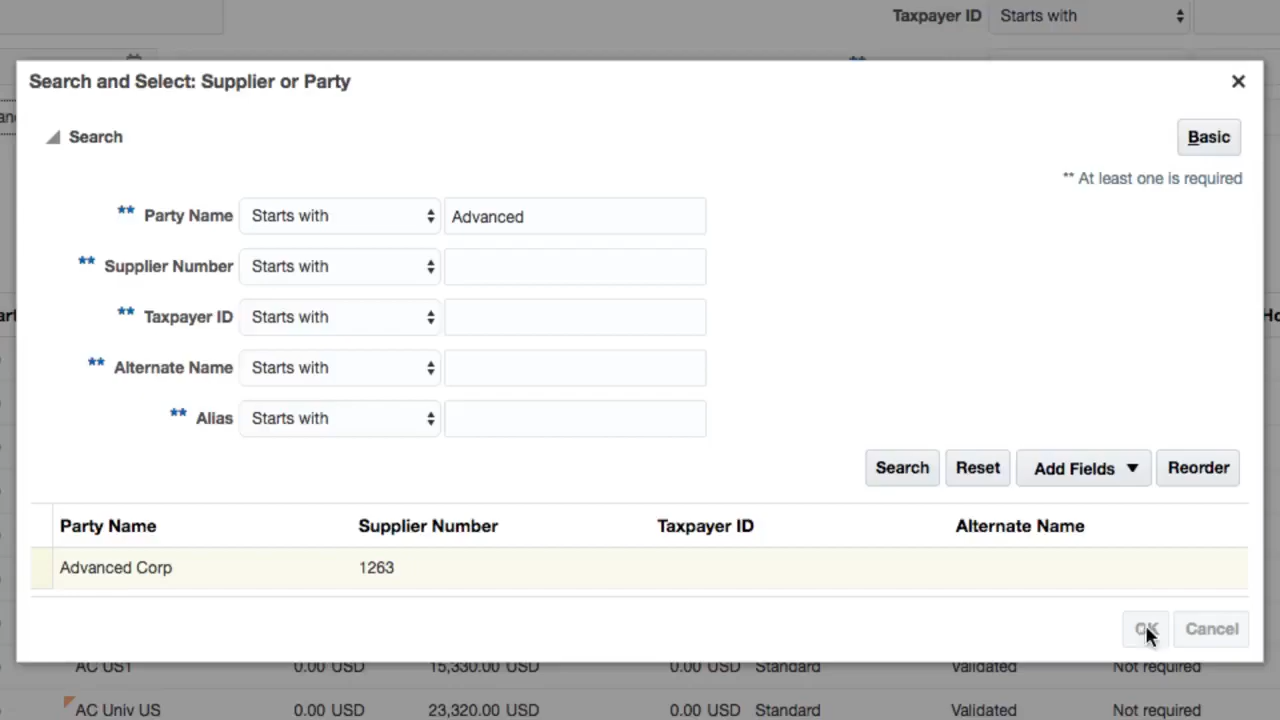 Taxpayer ID Starts with
**
Search and Select: Supplier or Party
Search
Basic
** At least one is required
** Party Name Starts with Advanced
** Supplier Number Starts with
** Taxpayer ID Starts with
** Alternate Name Starts with
** Alias Starts with
Search Reset Add Fields Reorder
Party Name Supplier Number Taxpayer ID Alternate Name
Advanced Corp 1263
OK Cancel
AC US1 0.00 USD 15,330.00 USD 0.00 USD Standard Validated Not required
AC Univ US 0.00 USD 23,320.00 USD 0.00 USD Standard Validated Not required